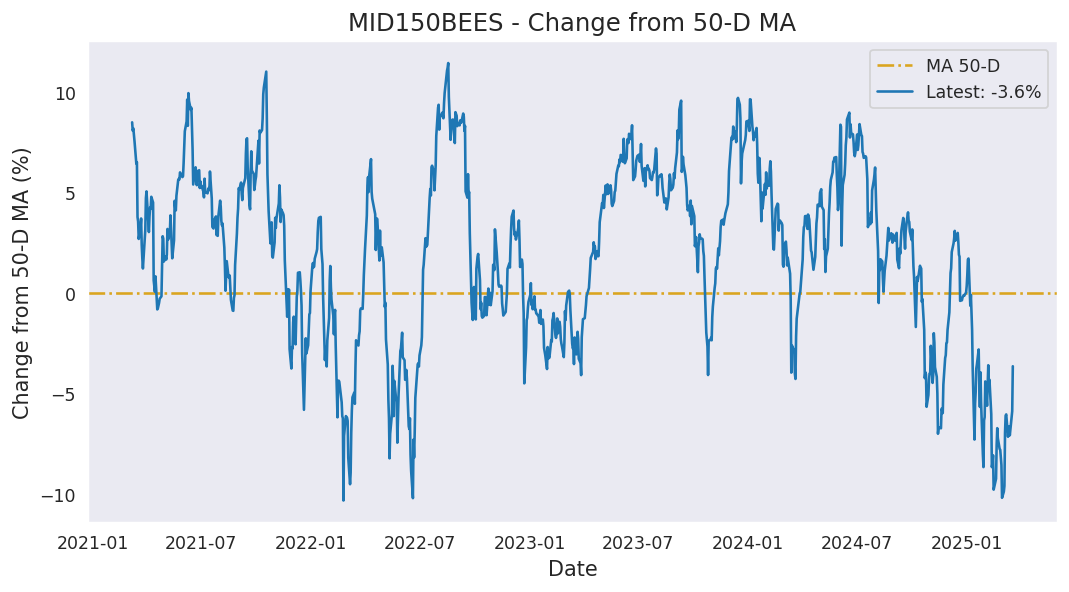 MID150BEES - Change from 50-D MA
MA 50-D
Latest: -3.6%
Change from 50-D MA (%)
10
5
0
−5
−10
2021-01 2021-07 2022-01 2022-07 2023-01 2023-07 2024-01 2024-07 2025-01
Date